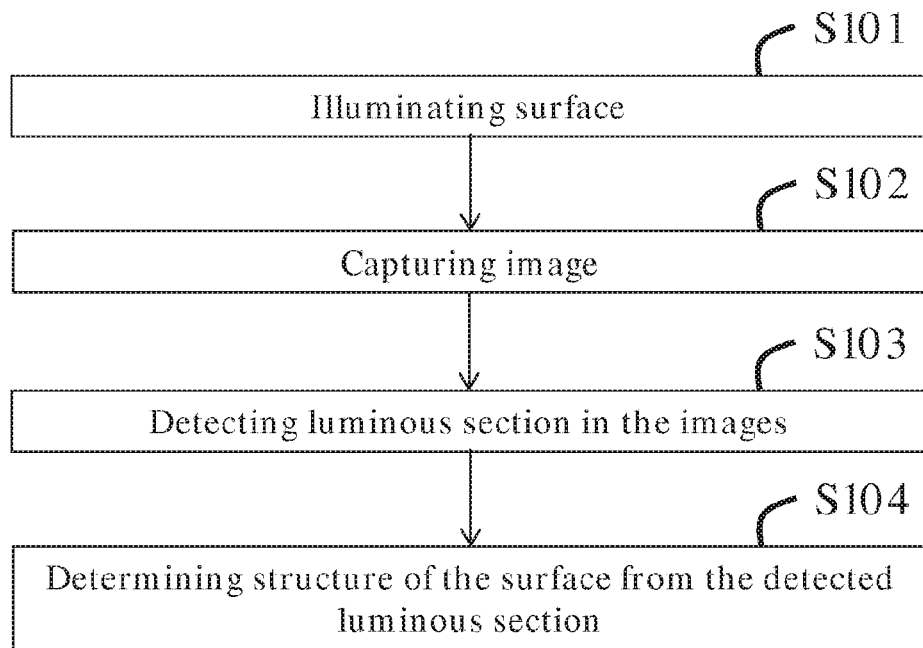 S101
Illuminating surface
S102
Capturing image
S103
Detecting luminous section in the images
S104
Determining structure of the surface from the detected
luminous section